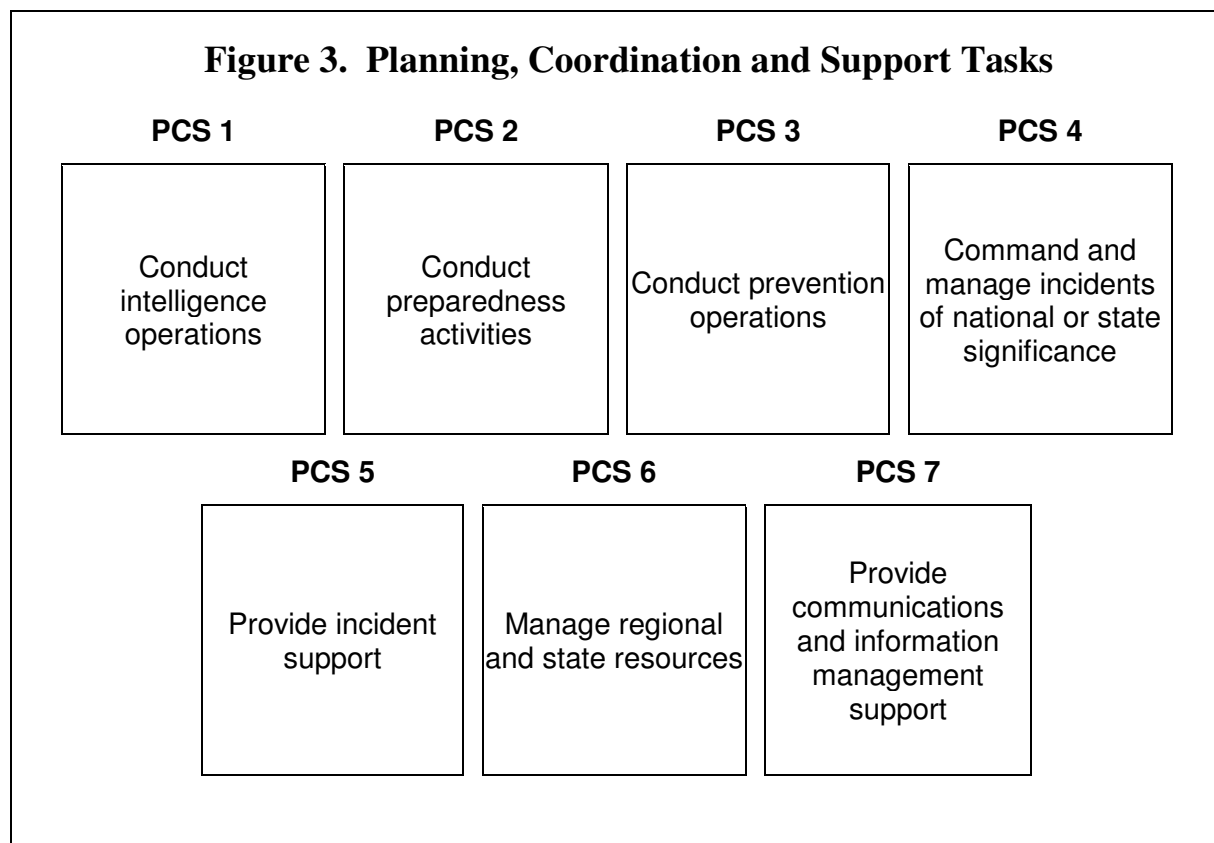 Figure 3.  Planning, Coordination and Support Tasks
PCS 1
PCS 2
PCS 3
PCS 4
Conduct
intelligence
operations
Conduct
preparedness
activities
Conduct prevention
operations
Command and
manage incidents
of national or state
significance
PCS 5
PCS 6
PCS 7
Provide incident
support
Manage regional
and state resources
Provide
communications
and information
management
support